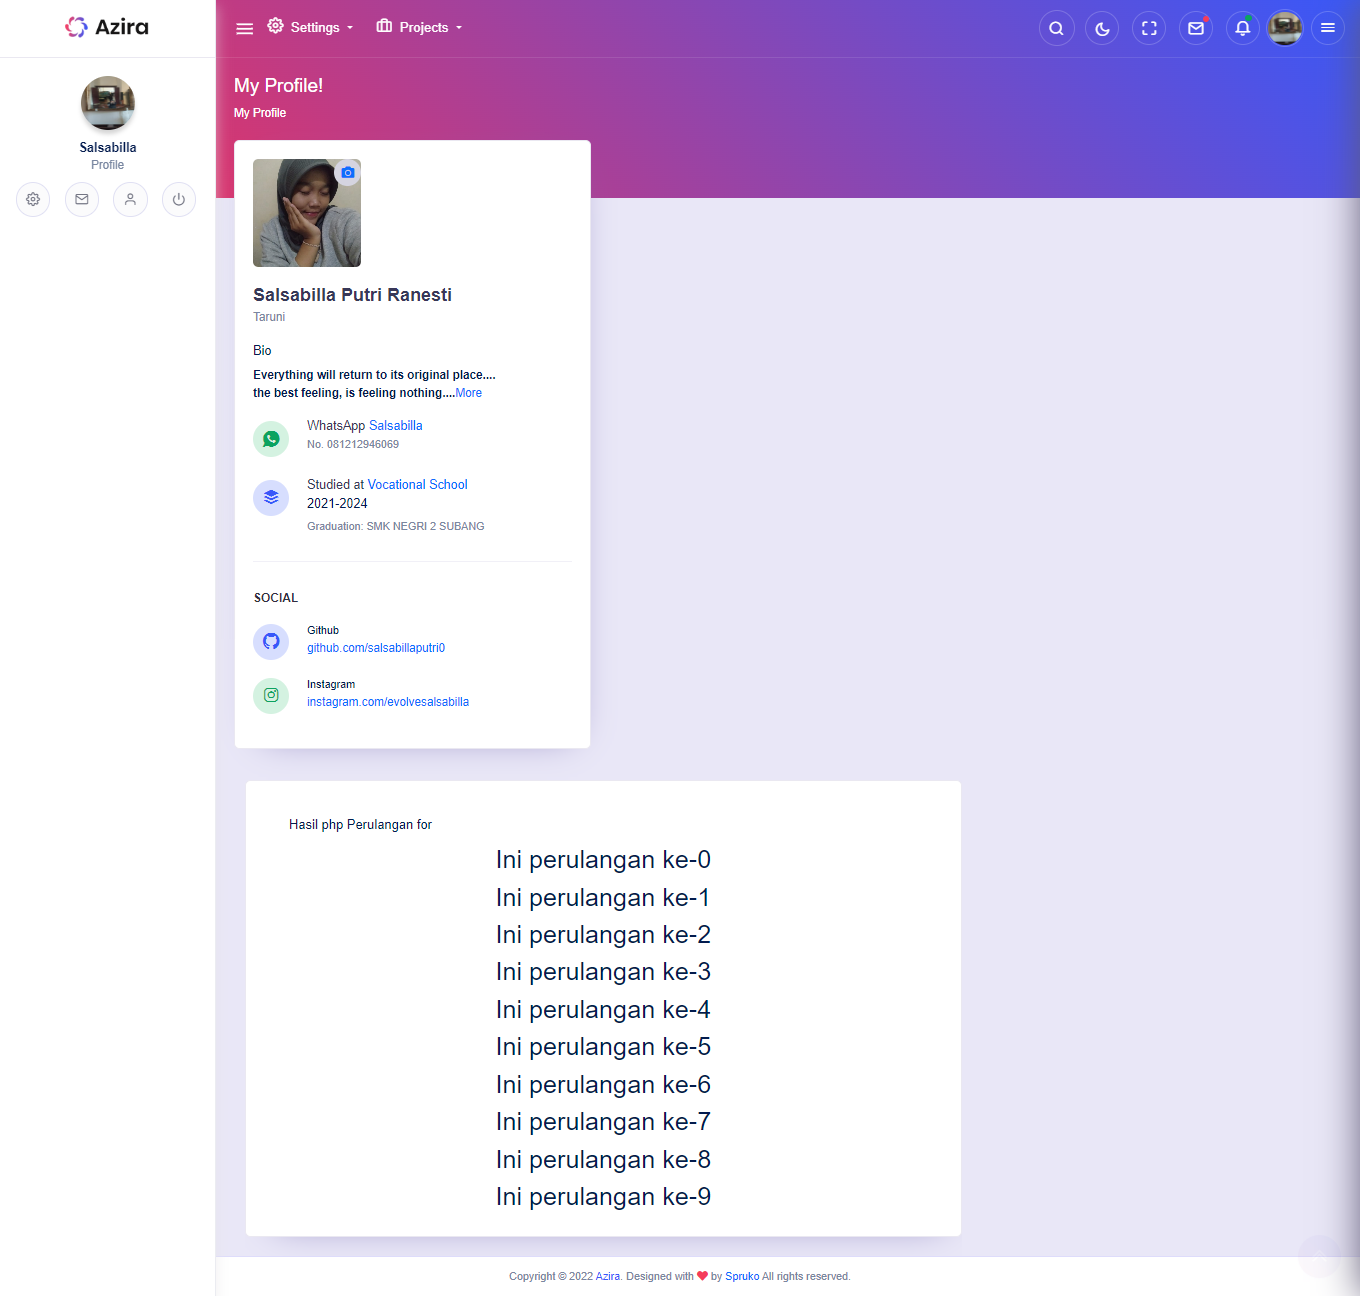 Azira
Settings
Projects
Salsabilla
Profile
My Profile!
My Profile
Salsabilla Putri Ranesti
Taruni
Bio
Everything will return to its original place....
the best feeling, is feeling nothing....More
WhatsApp Salsabilla
No. 081212946069
Studied at Vocational School
2021-2024
Graduation: SMK NEGRI 2 SUBANG
SOCIAL
Github
github.com/salsabillaputri0
Instagram
instagram.com/evolvesalsabilla
Hasil php Perulangan for
Ini perulangan ke-0
Ini perulangan ke-1
Ini perulangan ke-2
Ini perulangan ke-3
Ini perulangan ke-4
Ini perulangan ke-5
Ini perulangan ke-6
Ini perulangan ke-7
Ini perulangan ke-8
Ini perulangan ke-9
Copyright © 2022 Azira. Designed with ❤ by Spruko All rights reserved.